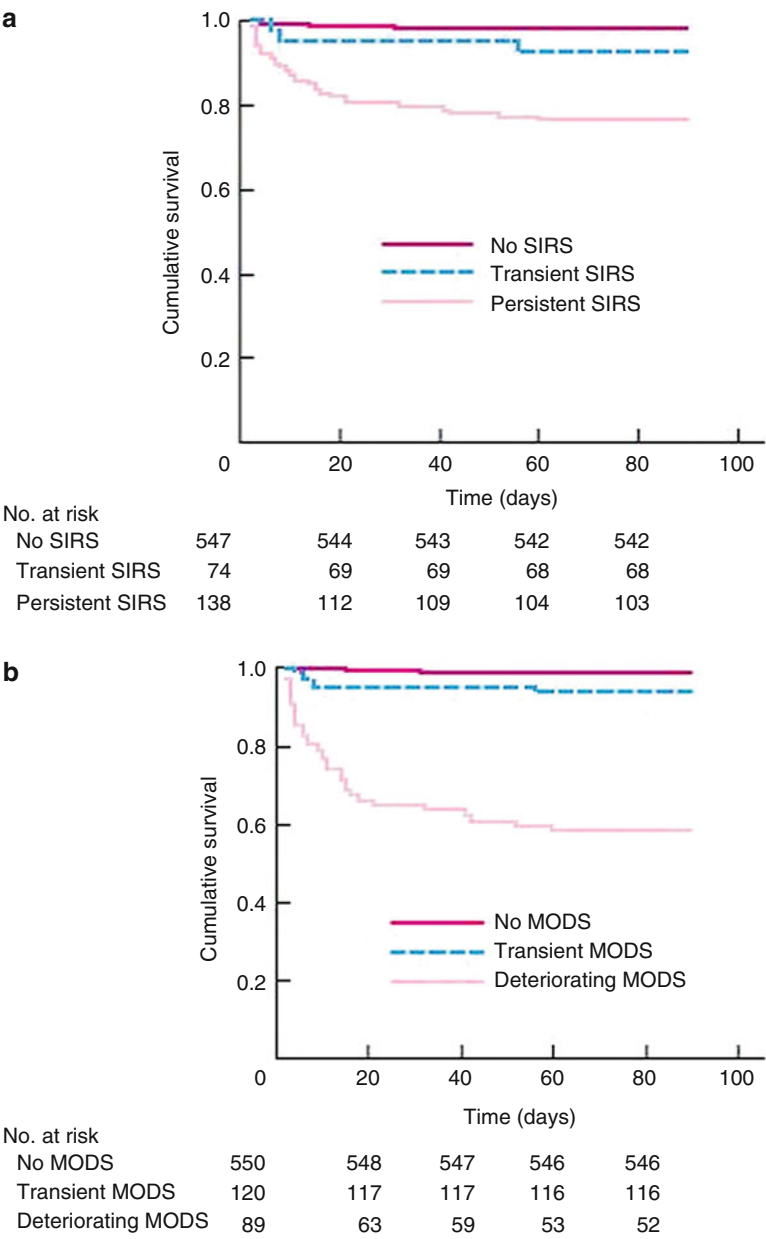 a
1.0
0.8
0.6
0.4
0.2
Cumulative survival
No SIRS
Transient SIRS
Persistent SIRS
0 20 40 60 80 100
Time (days)
No. at risk
No SIRS 547 544 543 542 542
Transient SIRS 74 69 69 68 68
Persistent SIRS 138 112 109 104 103
b
1.0
0.8
0.6
0.4
0.2
Cumulative survival
No MODS
Transient MODS
Deteriorating MODS
0 20 40 60 80 100
Time (days)
No. at risk
No MODS 550 548 547 546 546
Transient MODS 120 117 117 116 116
Deteriorating MODS 89 63 59 53 52